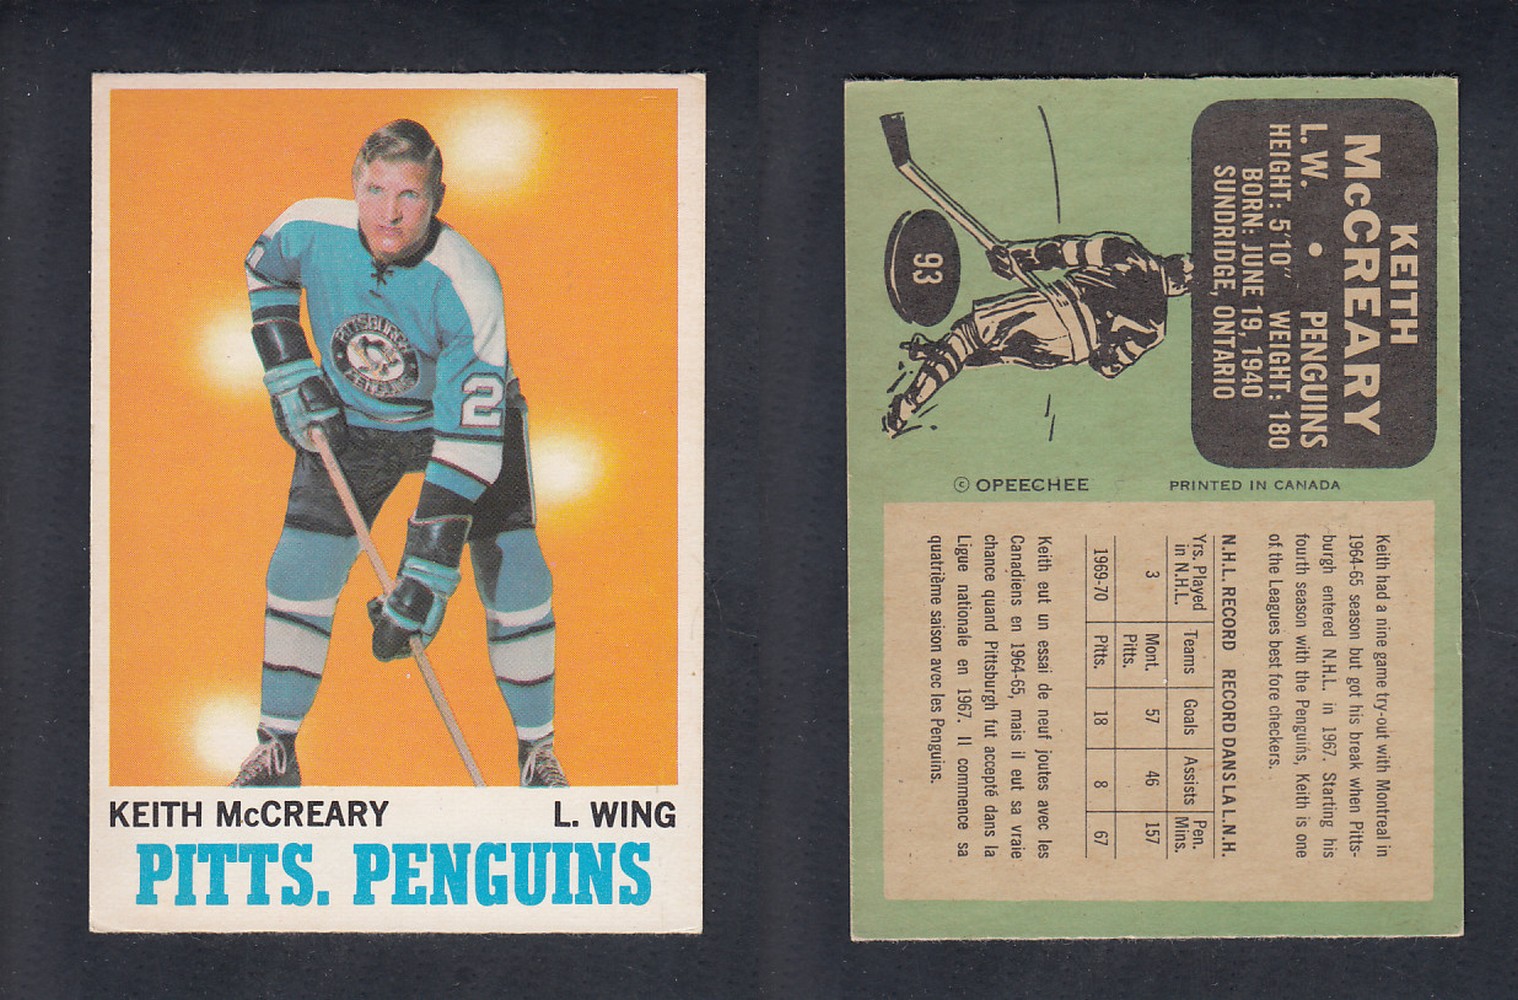 2
PITTSBURGH
PENGUINS
2
KEITH McCREARY L. WING
PITTS. PENGUINS
KEITH
McCREARY
L. W. • PENGUINS
HEIGHT: 5'10" WEIGHT: 180
BORN: JUNE 19, 1940
SUNDRIDGE, ONTARIO
93
© OPEECHEE PRINTED IN CANADA
Keith had a nine game try-out with Montreal in
1964-65 season but got his break when Pitts-
-burgh entered N.H.L. in 1967. Starting his
fourth season with the Penguins, Keith is one
of the Leagues best fore checkers.
N.H.L. RECORD RECORD DANS LA L.N.H.
Yrs. Played Teams Goals Assists Pen.
in N.H.L. Mins.
3 Mont. 57 46 157
Pitts.
1969-70 Pitts. 18 8 67
Keith eut un essai de neuf joutes avec les
Canadiens en 1964-65, mais il eut sa vraie
chance quand Pittsburgh fut accepté dans la
Ligue nationale en 1967. Il commence sa
quatrième saison avec les Penguins.